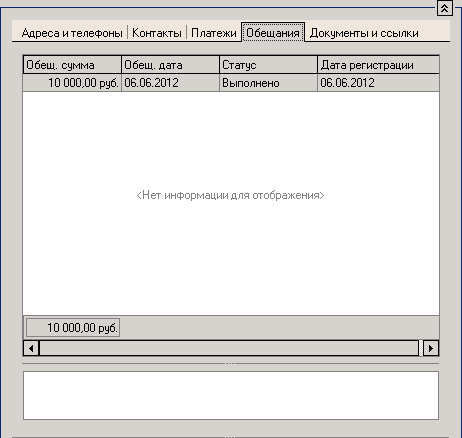 Адреса и телефоны Контакты Платежи Обещания Документы и ссылки
Обещ. сумма Обещ. дата Статус Дата регистрации
10 000,00 руб. 06.06.2012 Выполнено 06.06.2012
<Нет информации для отображения>
10 000,00 руб.